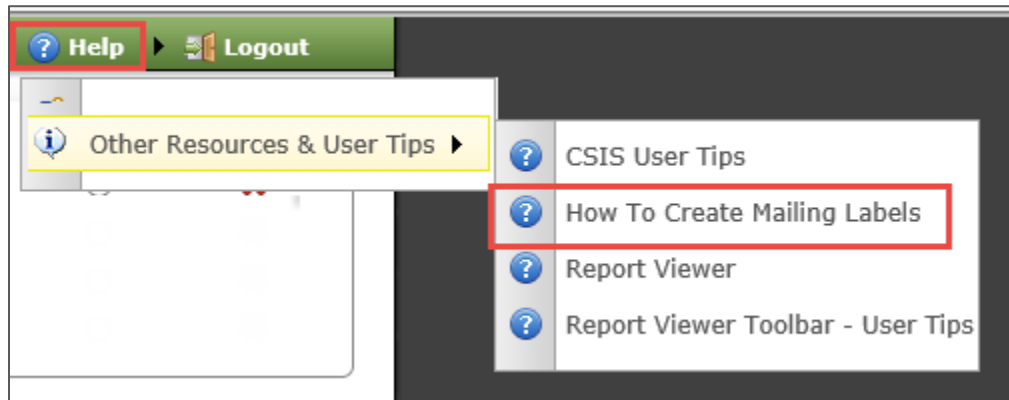 Help
Logout
Other Resources & User Tips
CSIS User Tips
How To Create Mailing Labels
Report Viewer
Report Viewer Toolbar - User Tips